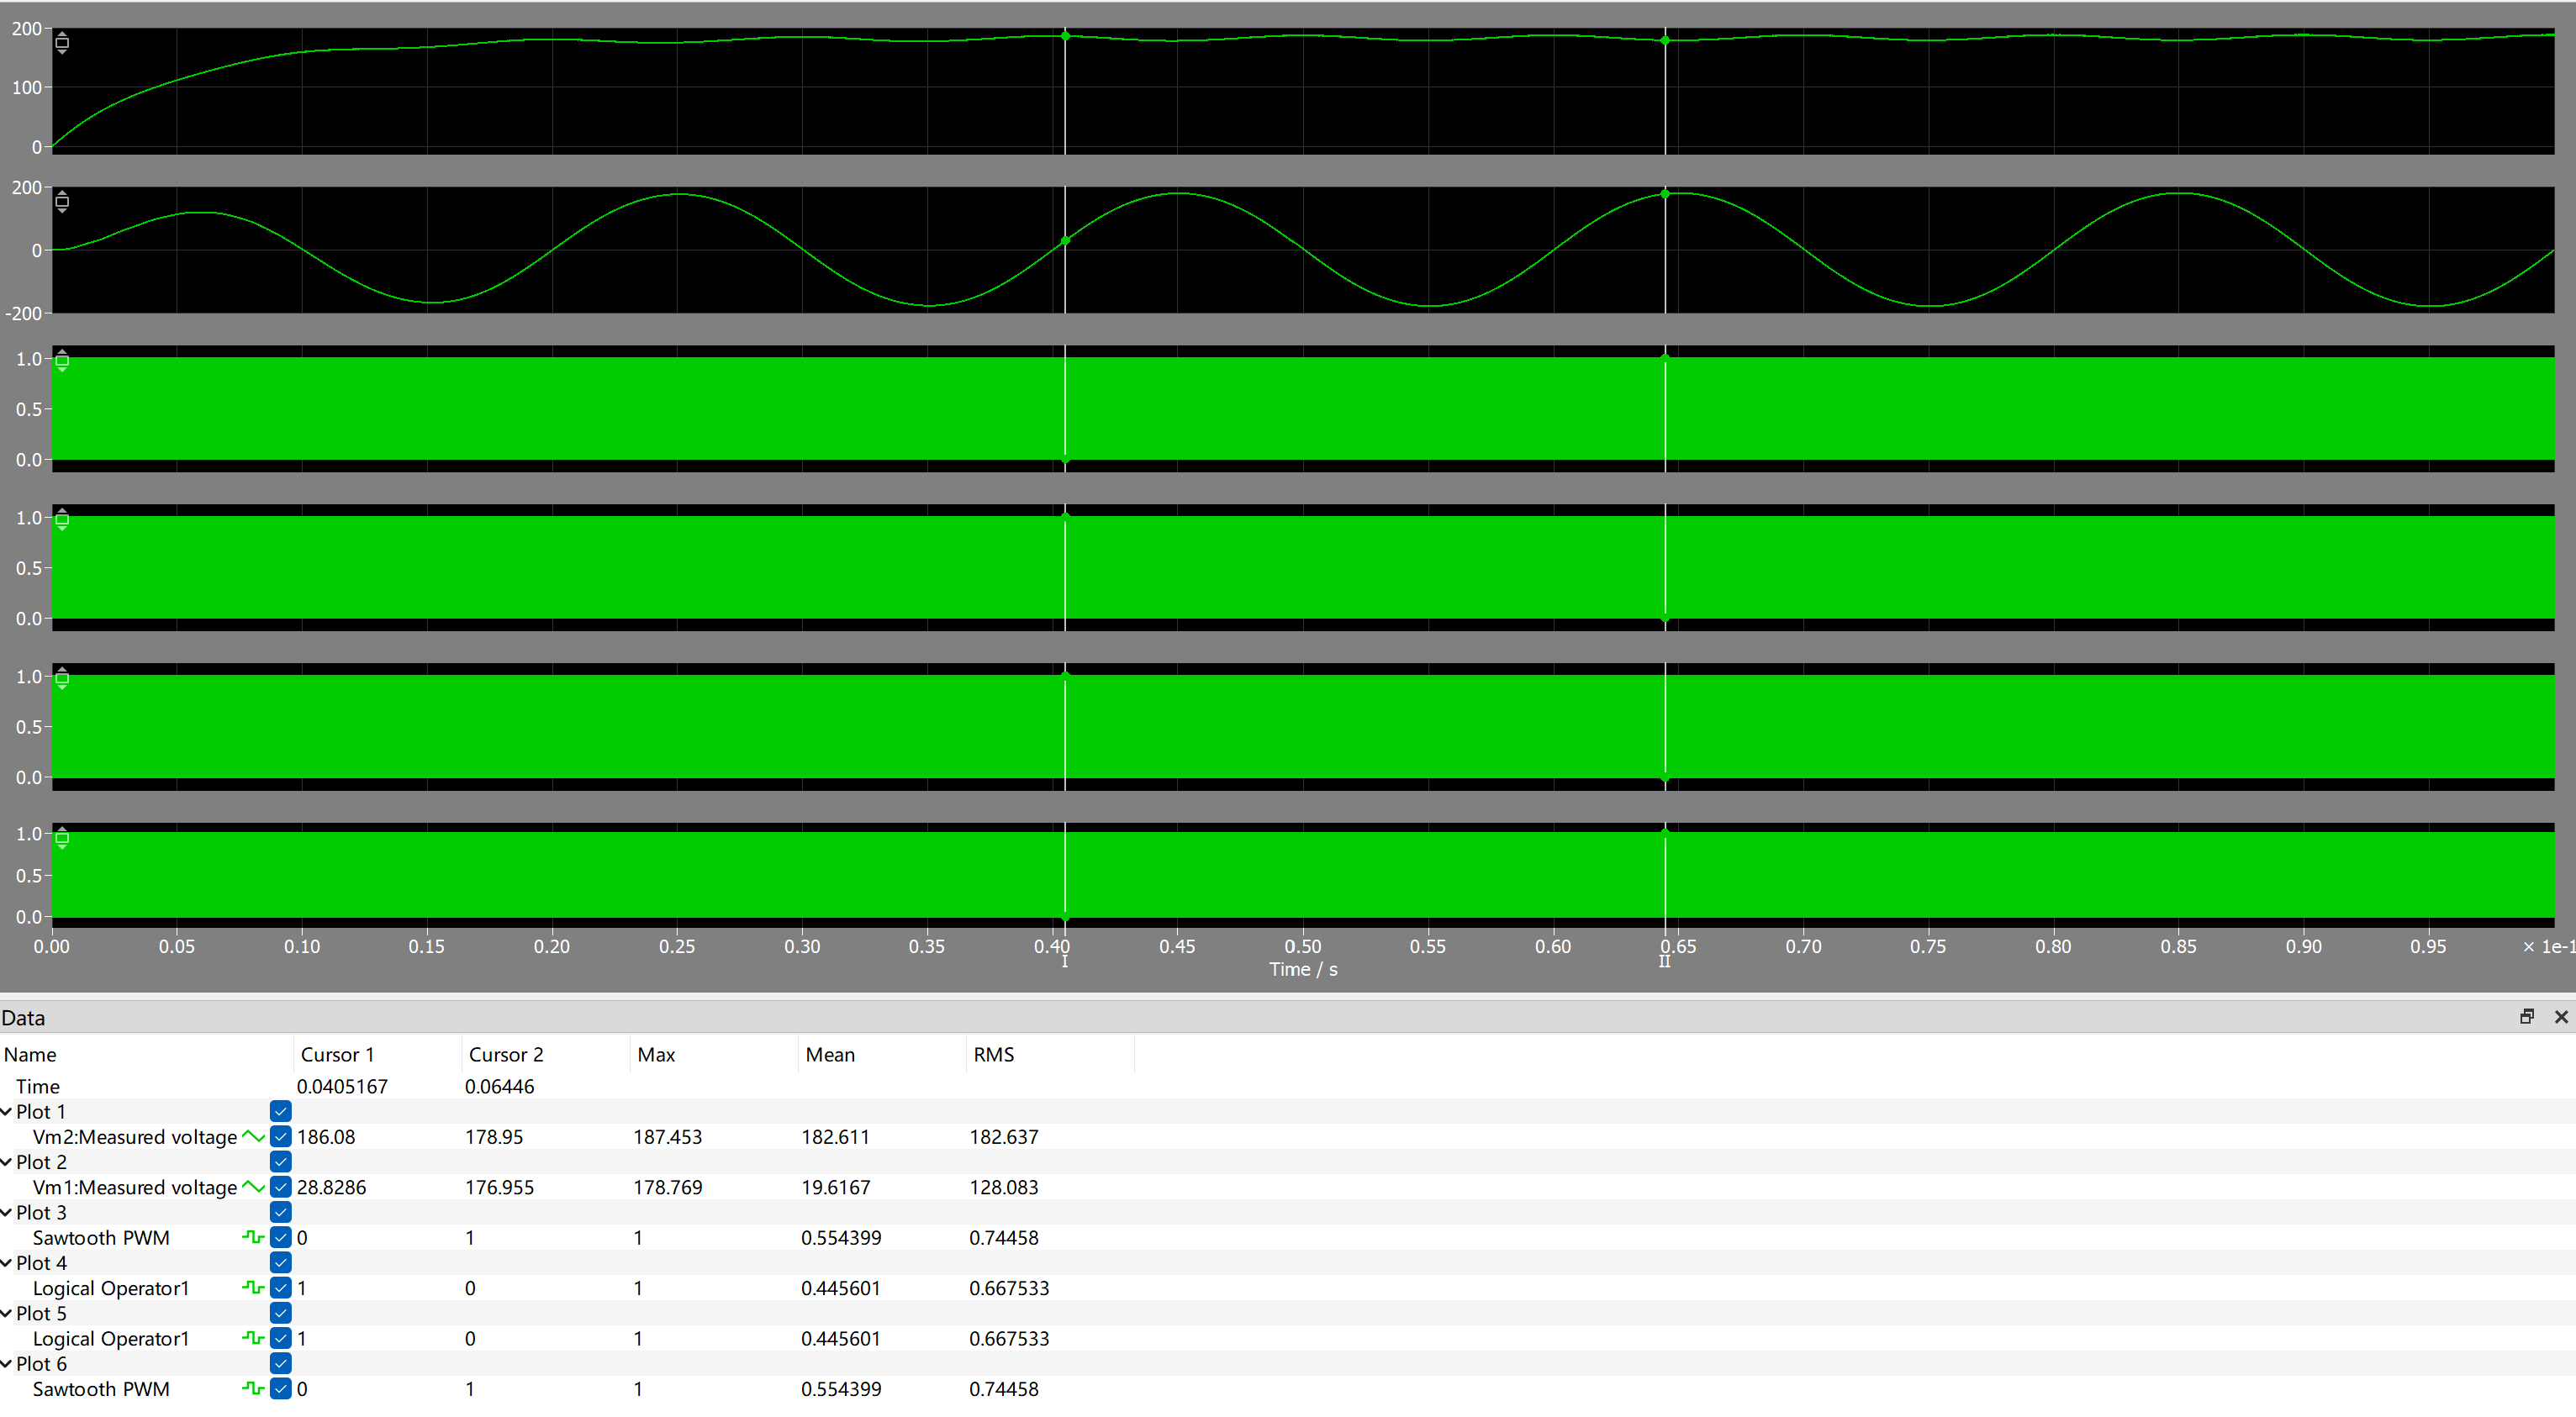 200
100
0
200
0
-200
1.0
0.5
0.0
1.0
0.5
0.0
1.0
0.5
0.0
1.0
0.5
0.0
0.00 0.05 0.10 0.15 0.20 0.25 0.30 0.35 0.40 0.45 0.50 0.55 0.60 0.65 0.70 0.75 0.80 0.85 0.90 0.95 × 1e-1
I II
Time / s
Data
Name Cursor 1 Cursor 2 Max Mean RMS
Time 0.0405167 0.06446
Plot 1
Vm2:Measured voltage 186.08 178.95 187.453 182.611 182.637
Plot 2
Vm1:Measured voltage 28.8286 176.955 178.769 19.6167 128.083
Plot 3
Sawtooth PWM 0 1 1 0.554399 0.74458
Plot 4
Logical Operator1 1 0 1 0.445601 0.667533
Plot 5
Logical Operator1 1 0 1 0.445601 0.667533
Plot 6
Sawtooth PWM 0 1 1 0.554399 0.74458